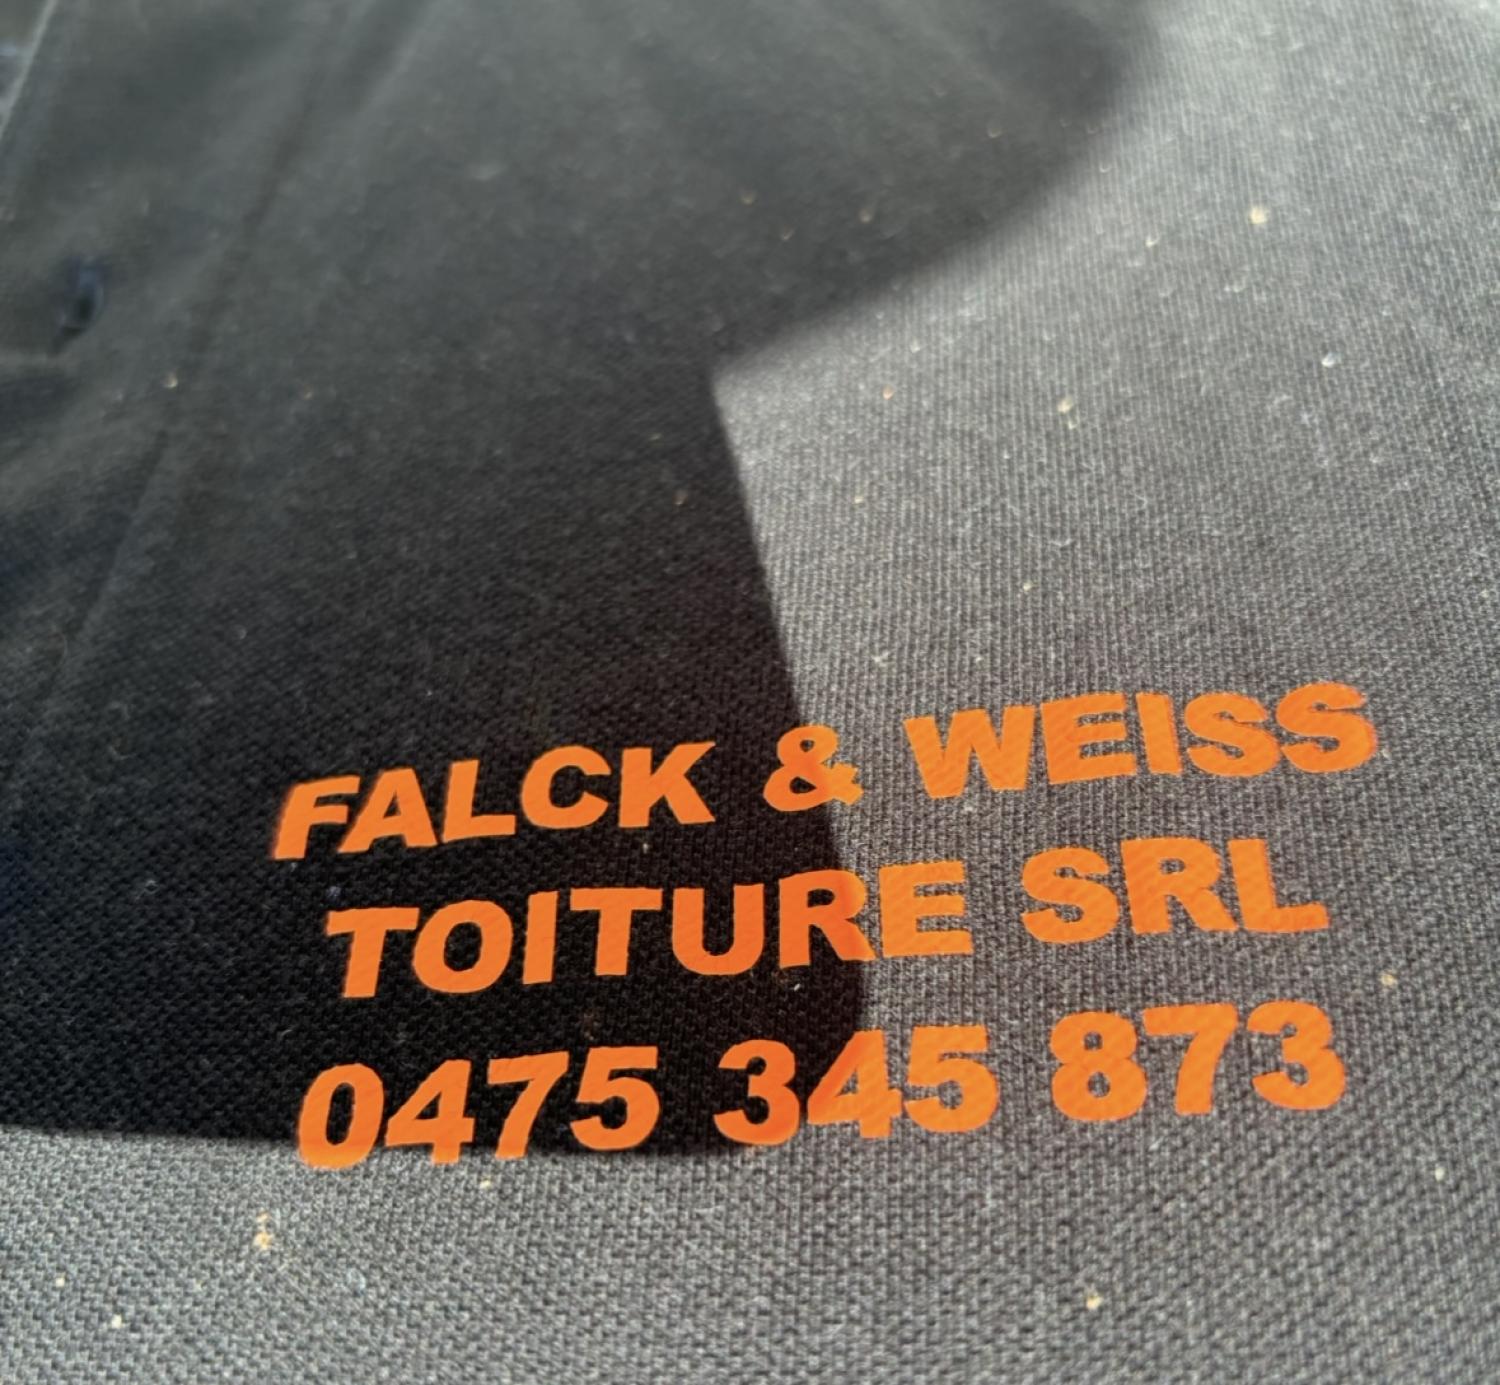 FALCK & WEISS
TOITURE SRL
0475 345 873